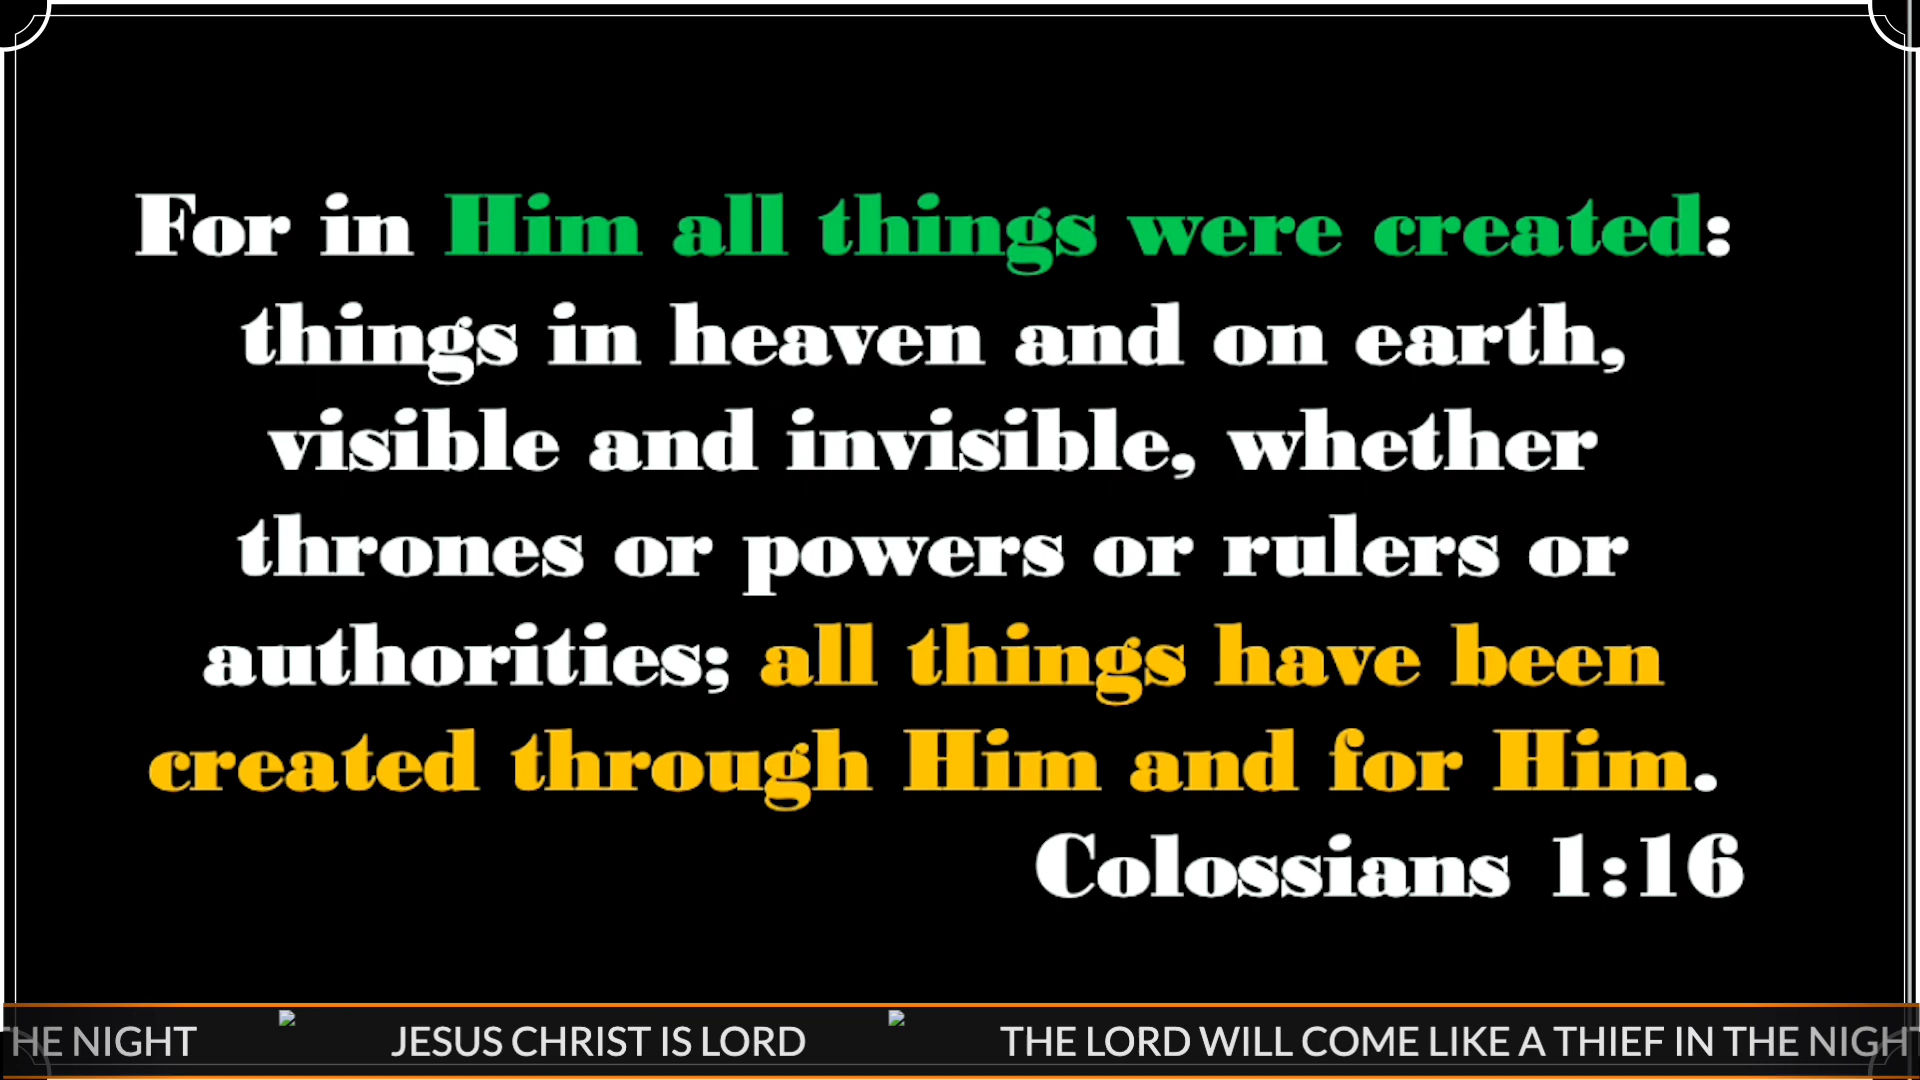 For in Him all things were created:
things in heaven and on earth,
visible and invisible, whether
thrones or powers or rulers or
authorities; all things have been
created through Him and for Him.
Colossians 1:16
HE NIGHT JESUS CHRIST IS LORD THE LORD WILL COME LIKE A THIEF IN THE NIGHT